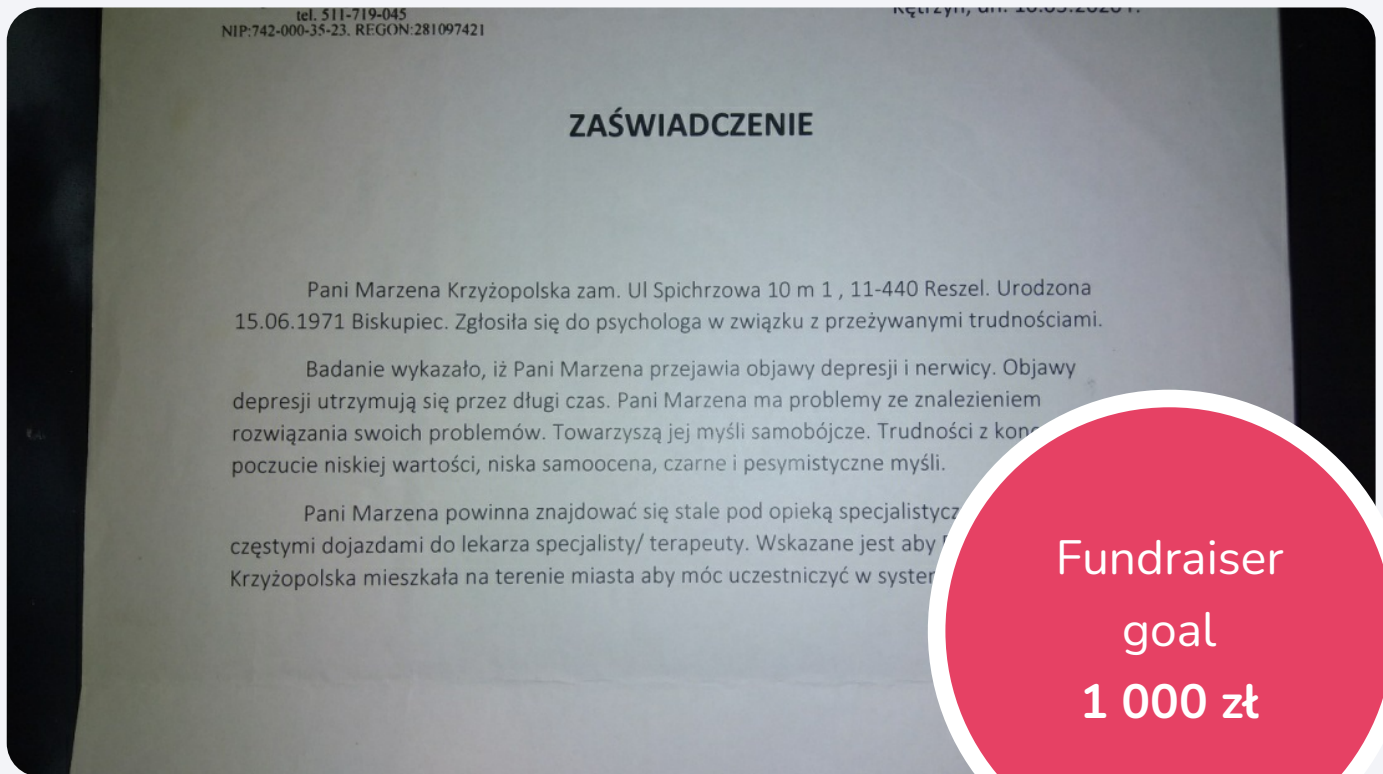 tel. 511-719-045
NIP:742-000-35-23. REGON:281097421
ZAŚWIADCZENIE
Pani Marzena Krzyżopolska zam. Ul Spichrzowa 10 m 1 , 11-440 Reszel. Urodzona
15.06.1971 Biskupiec. Zgłosiła się do psychologa w związku z przeżywanymi trudnościami.
Badanie wykazało, iż Pani Marzena przejawia objawy depresji i nerwicy. Objawy
depresji utrzymują się przez długi czas. Pani Marzena ma problemy ze znalezieniem
rozwiązania swoich problemów. Towarzyszą jej myśli samobójcze. Trudności z
poczucie niskiej wartości, niska samoocena, czarne i pesymistyczne myśli.
Pani Marzena powinna znajdować się stale pod opieką
częstymi dojazdami do lekarza specjalisty/ terapeuty. Wskazane jest aby
Krzyżopolska mieszkała na terenie miasta aby móc uczestniczyć w
Fundraiser
goal
1 000 zł